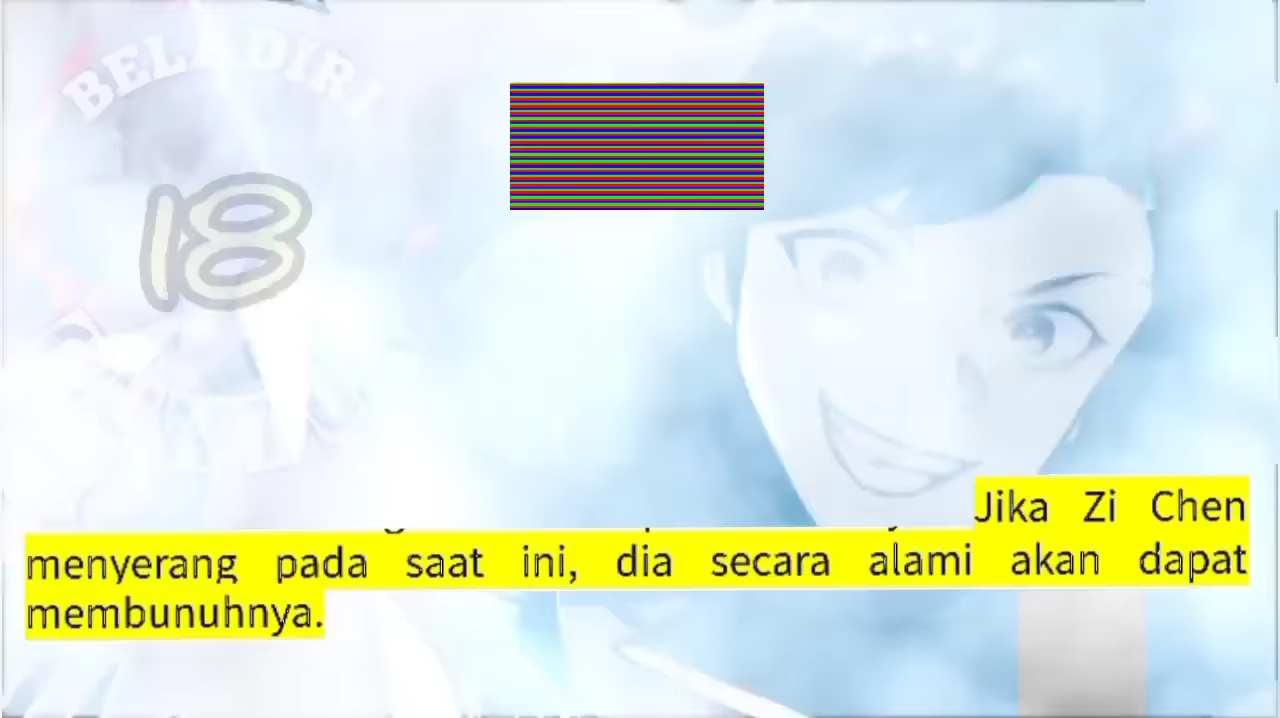 BELADIRI
18
Jika Zi Chen
menyerang pada saat ini, dia secara alami akan dapat
membunuhnya.